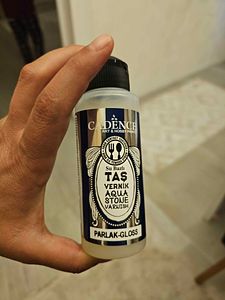 CADENCE
ART & HOBBY PAINTS
Su Bazlı
TAŞ
VERNİK
AQUA
STONE
VARNISH
PARLAK-GLOSS